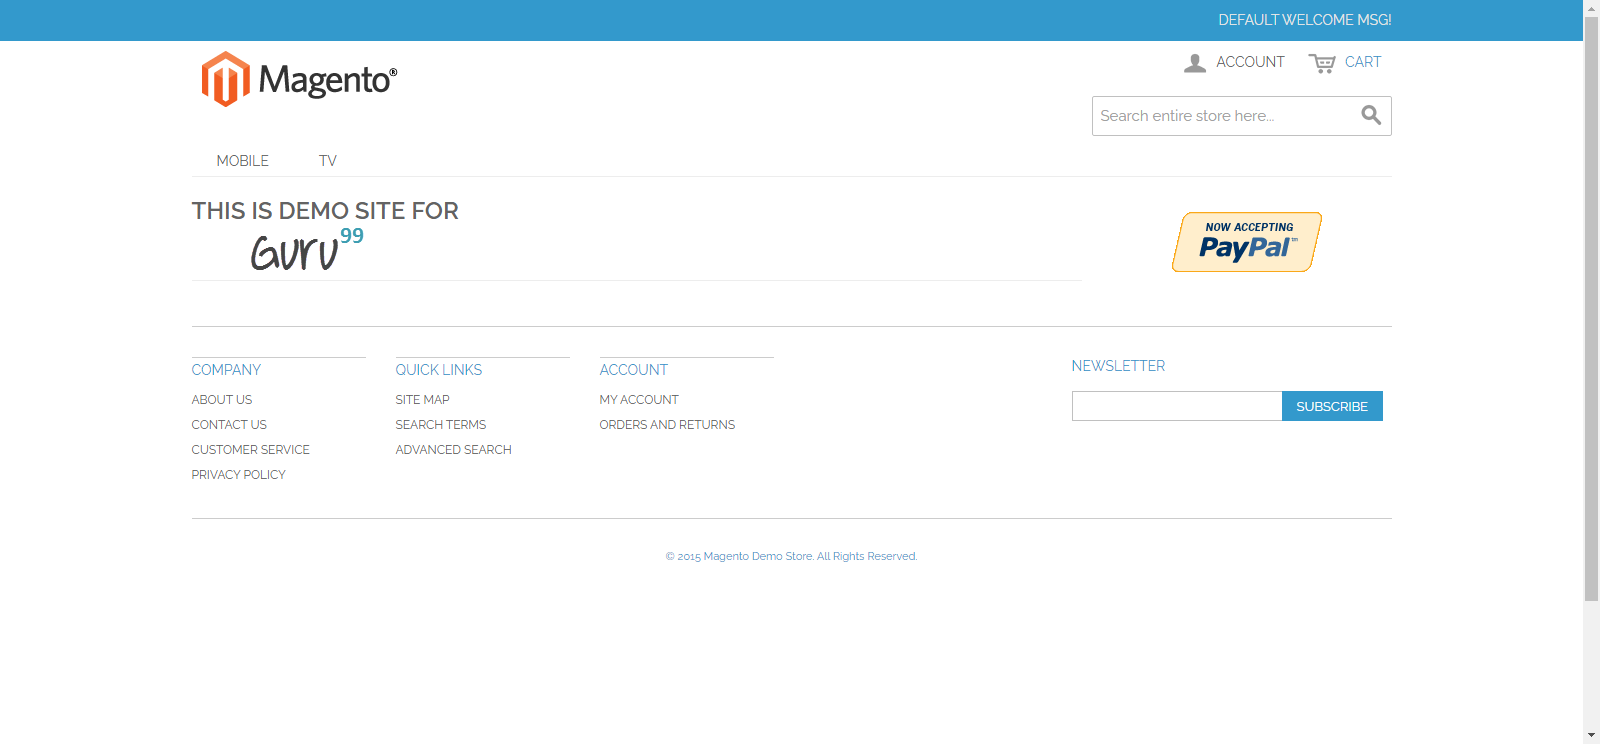 DEFAULT WELCOME MSG!
Magento®
ACCOUNT
CART
Search entire store here...
MOBILE TV
THIS IS DEMO SITE FOR
Guru99
NOW ACCEPTING
PayPal™
COMPANY
ABOUT US
CONTACT US
CUSTOMER SERVICE
PRIVACY POLICY
QUICK LINKS
SITE MAP
SEARCH TERMS
ADVANCED SEARCH
ACCOUNT
MY ACCOUNT
ORDERS AND RETURNS
NEWSLETTER
SUBSCRIBE
© 2015 Magento Demo Store. All Rights Reserved.